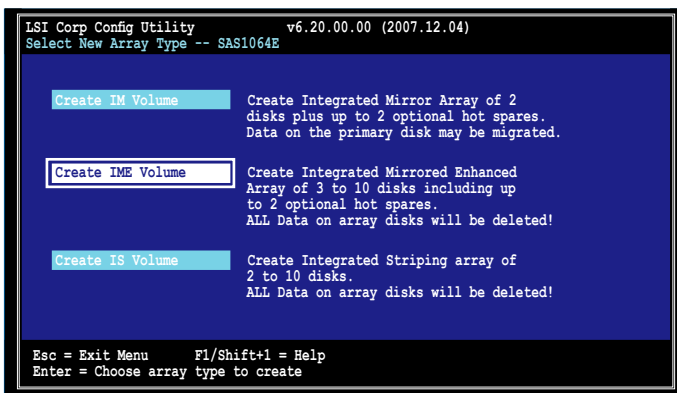 LSI Corp Config Utility v6.20.00.00 (2007.12.04)
Select New Array Type -- SAS1064E
Create IM Volume Create Integrated Mirror Array of 2
disks plus up to 2 optional hot spares.
Data on the primary disk may be migrated.
Create IME Volume Create Integrated Mirrored Enhanced
Array of 3 to 10 disks including up
to 2 optional hot spares.
ALL Data on array disks will be deleted!
Create IS Volume Create Integrated Striping array of
2 to 10 disks.
ALL Data on array disks will be deleted!
Esc = Exit Menu F1/Shift+1 = Help
Enter = Choose array type to create